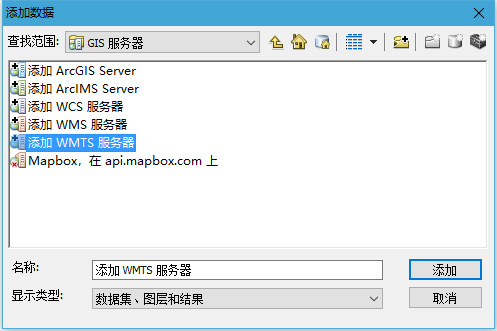 添加数据
查找范围: GIS 服务器
添加 ArcGIS Server
添加 ArcIMS Server
添加 WCS 服务器
添加 WMS 服务器
添加 WMTS 服务器
Mapbox，在 api.mapbox.com 上
名称: 添加 WMTS 服务器 添加
显示类型: 数据集、图层和结果 取消